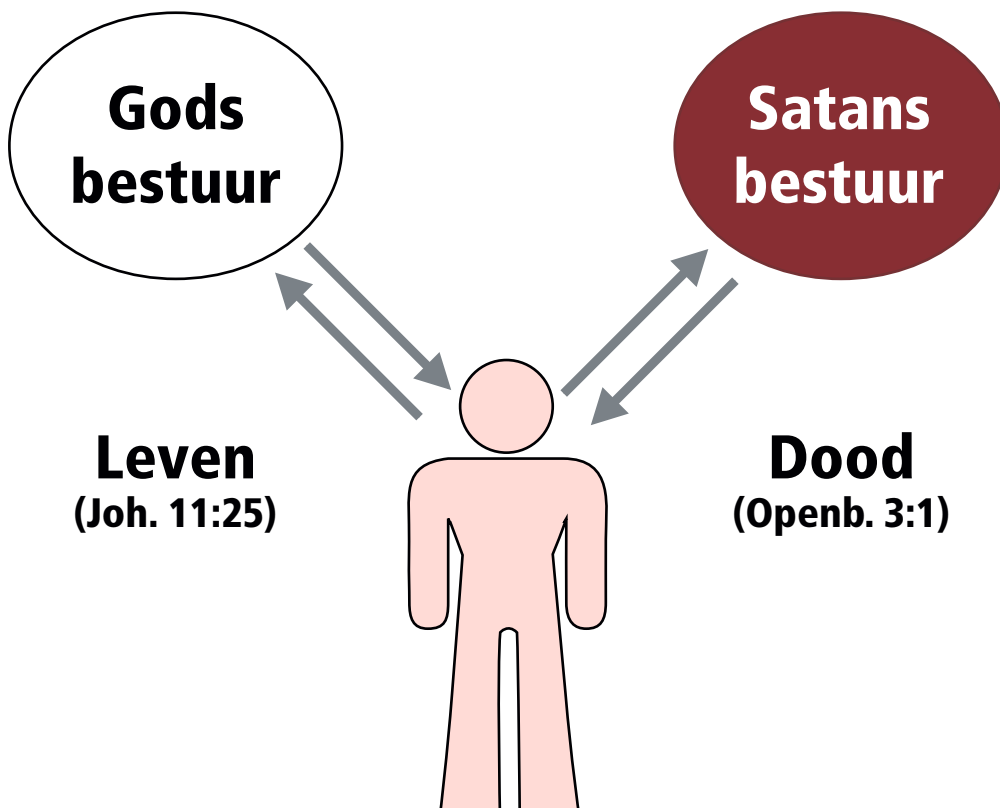 Gods
bestuur
Satans
bestuur
Leven
(Joh. 11:25)
Dood
(Openb. 3:1)